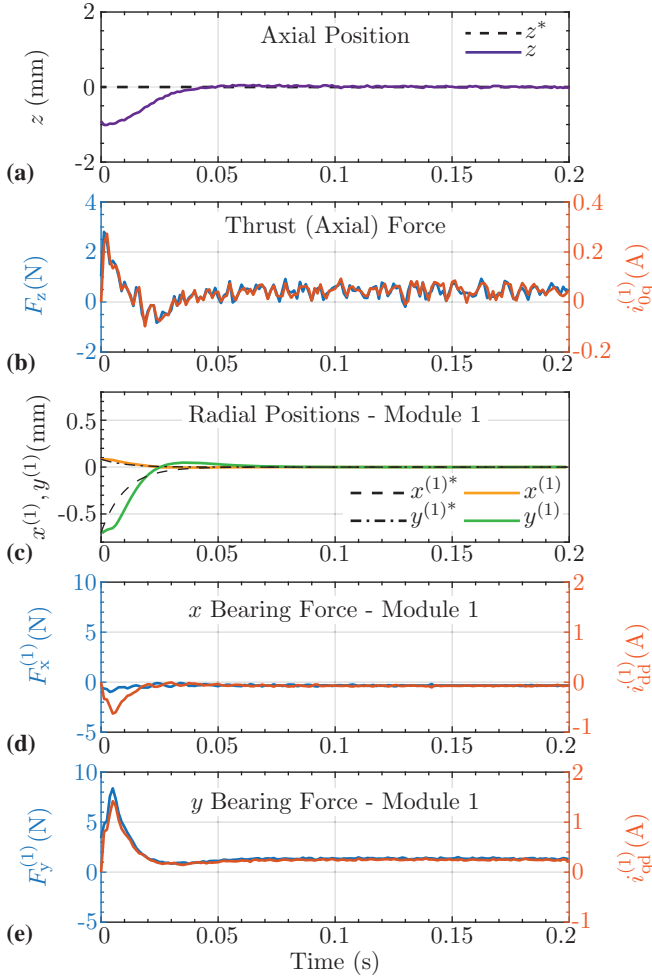 2
Axial Position
z*
z
0
z (mm)
-2
(a)
0 0.05 0.1 0.15 0.2
4 0.4
Thrust (Axial) Force
2 0.2
F_z(N)
i_{0q}^{(1)}(A)
0 0
-2 -0.2
(b)
0 0.05 0.1 0.15 0.2
Radial Positions - Module 1
0.5
0
x^{(1)}, y^{(1)}(mm)
x^{(1)*} x^{(1)}
y^{(1)*} y^{(1)}
-0.5
(c)
0 0.05 0.1 0.15 0.2
10 2
x Bearing Force - Module 1
5 1
F_x^{(1)}(N)
i_{dd}^{(1)}(A)
0 0
-5 -1
(d)
0 0.05 0.1 0.15 0.2
10 2
y Bearing Force - Module 1
5 1
F_y^{(1)}(N)
i_{qd}^{(1)}(A)
0 0
-5 -1
(e)
0 0.05 0.1 0.15 0.2
Time (s)